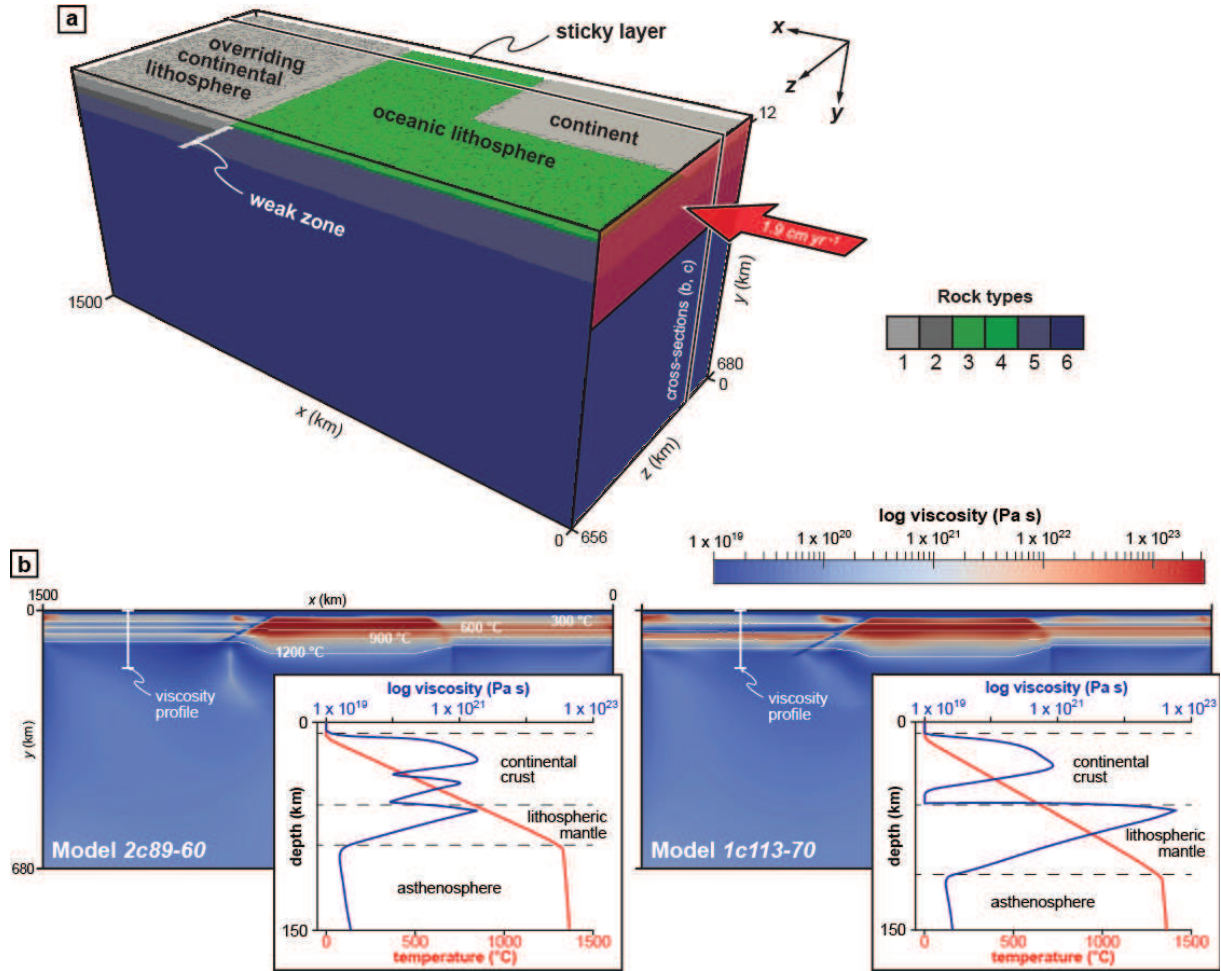 a
sticky layer
x
z
y
overriding
continental
lithosphere
oceanic lithosphere
continent
12
weak zone
1.9 cm yr⁻¹
cross-sections (b, c)
y (km)
1500
x (km)
z (km)
680
0
0
656
Rock types
1 2 3 4 5 6
log viscosity (Pa s)
1 x 10¹⁹ 1 x 10²⁰ 1 x 10²¹ 1 x 10²² 1 x 10²³
b
1500 x (km) 0
0
300 °C
600 °C
900 °C
1200 °C
viscosity
profile
y (km)
680
Model 2c89-60
log viscosity (Pa s)
1 x 10¹⁹ 1 x 10²¹ 1 x 10²³
0
continental
crust
lithospheric
mantle
asthenosphere
depth (km)
150
0 500 1000 1500
temperature (°C)
viscosity
profile
Model 1c113-70
log viscosity (Pa s)
1 x 10¹⁹ 1 x 10²¹ 1 x 10²³
0
continental
crust
lithospheric
mantle
asthenosphere
depth (km)
150
0 500 1000 1500
temperature (°C)